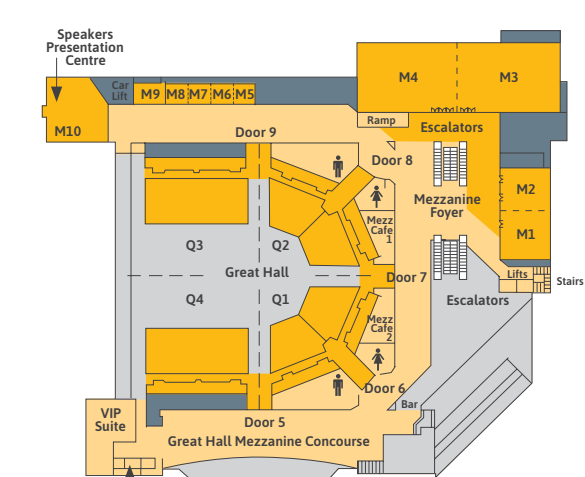 Speakers
Presentation
Centre
Car
Lift
M9
M8
M7
M6
M5
M4
M3
M10
Ramp
Escalators
Door 9
Door 8
M2
M1
Mezzanine
Foyer
Mezz
Cafe
1
Q3
Q2
Great Hall
Door 7
Lifts
Stairs
Q4
Q1
Escalators
Mezz
Cafe
2
Door 6
Bar
VIP
Suite
Door 5
Great Hall Mezzanine Concourse